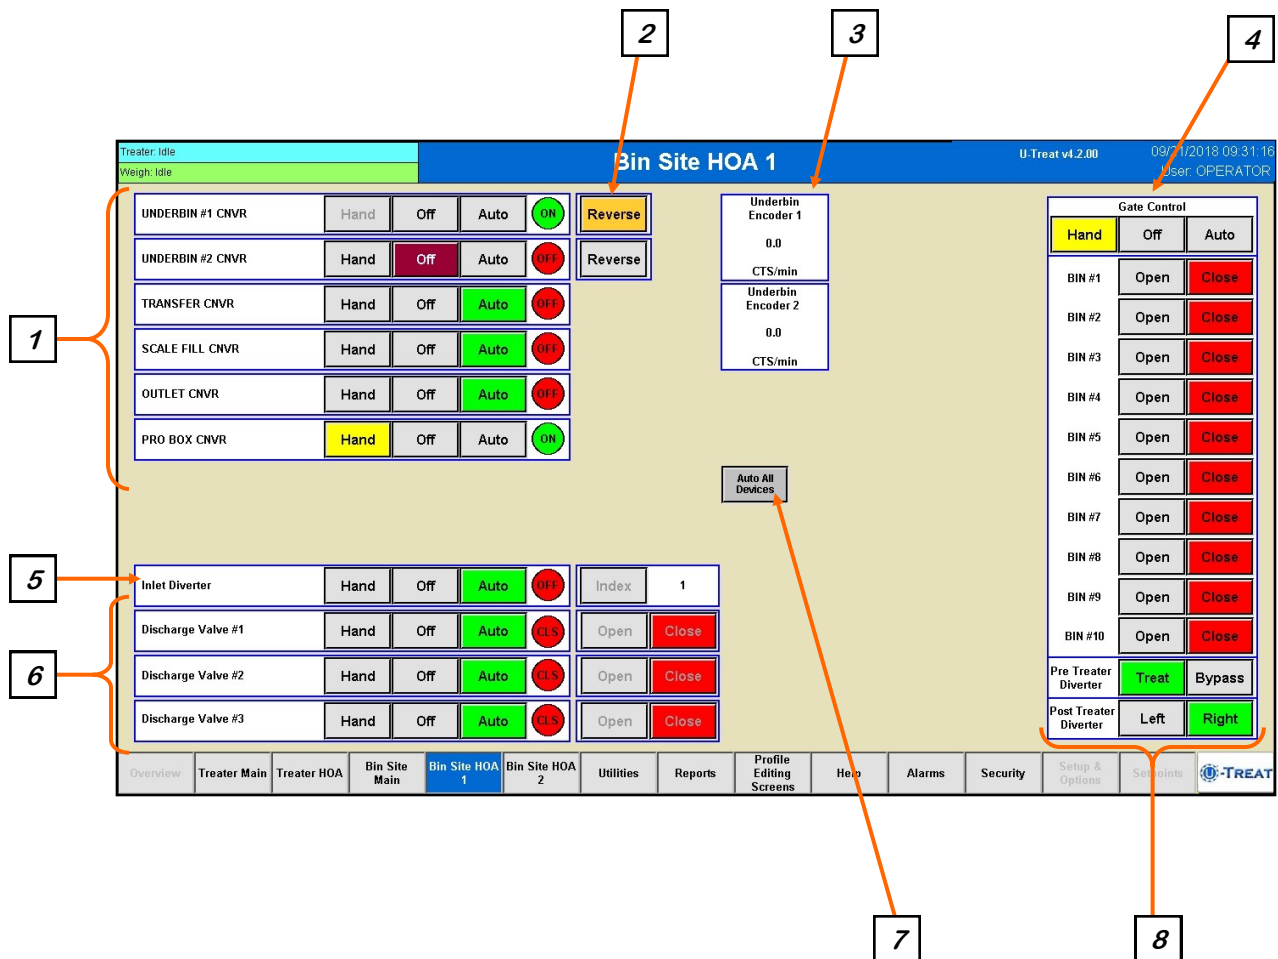 2
3
4
Treater: Idle
Weigh: Idle
Bin Site HOA 1
U-Treat v4.2.00
09/21/2018 09:31:16
User: OPERATOR
1
UNDERBIN #1 CNVR Hand Off Auto ON Reverse
UNDERBIN #2 CNVR Hand Off Auto OFF Reverse
TRANSFER CNVR Hand Off Auto OFF
SCALE FILL CNVR Hand Off Auto OFF
OUTLET CNVR Hand Off Auto OFF
PRO BOX CNVR Hand Off Auto ON
Underbin
Encoder 1
0.0
CTS/min
Underbin
Encoder 2
0.0
CTS/min
Auto All
Devices
Gate Control
Hand Off Auto
BIN #1 Open Close
BIN #2 Open Close
BIN #3 Open Close
BIN #4 Open Close
BIN #5 Open Close
BIN #6 Open Close
BIN #7 Open Close
BIN #8 Open Close
BIN #9 Open Close
BIN #10 Open Close
Pre Treater
Diverter
Treat Bypass
Post Treater
Diverter
Left Right
5
Inlet Diverter Hand Off Auto OFF Index 1
6
Discharge Valve #1 Hand Off Auto CLS Open Close
Discharge Valve #2 Hand Off Auto CLS Open Close
Discharge Valve #3 Hand Off Auto CLS Open Close
Overview
Treater Main
Treater HOA
Bin Site
Main
Bin Site HOA
1
Bin Site HOA
2
Utilities
Reports
Profile
Editing
Screens
Help
Alarms
Security
Setup &
Options
Setpoints
U-TREAT
7
8